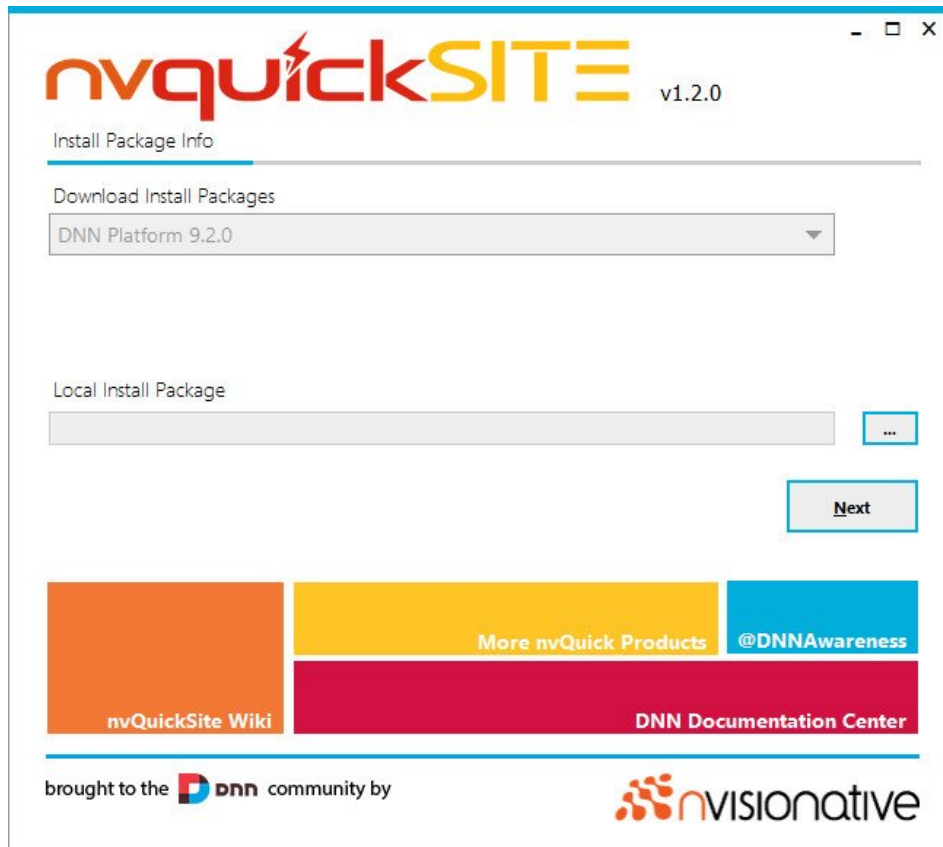 nvquickSITE v1.2.0
Install Package Info
Download Install Packages
DNN Platform 9.2.0
Local Install Package
...
Next
More nvQuick Products
@DNNAwareness
nvQuickSite Wiki
DNN Documentation Center
brought to the DNN community by
nvisionative